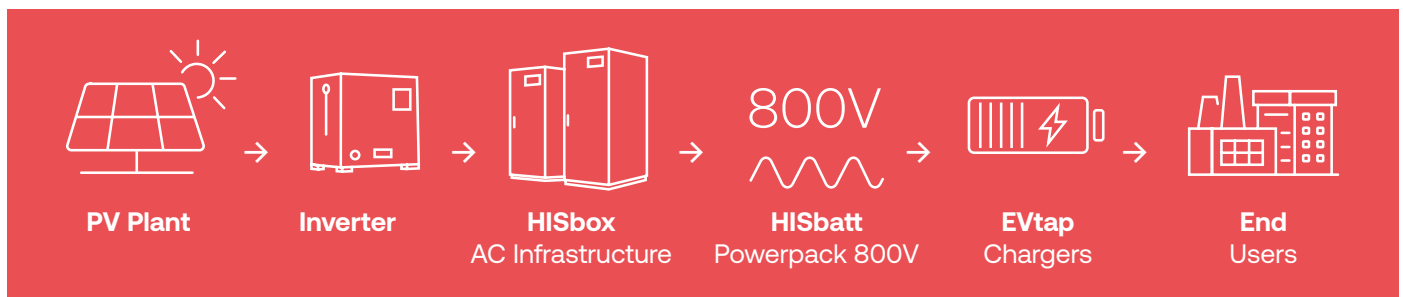 800V
PV Plant
Inverter
HISbox
AC Infrastructure
HISbatt
Powerpack 800V
EVtap
Chargers
End
Users